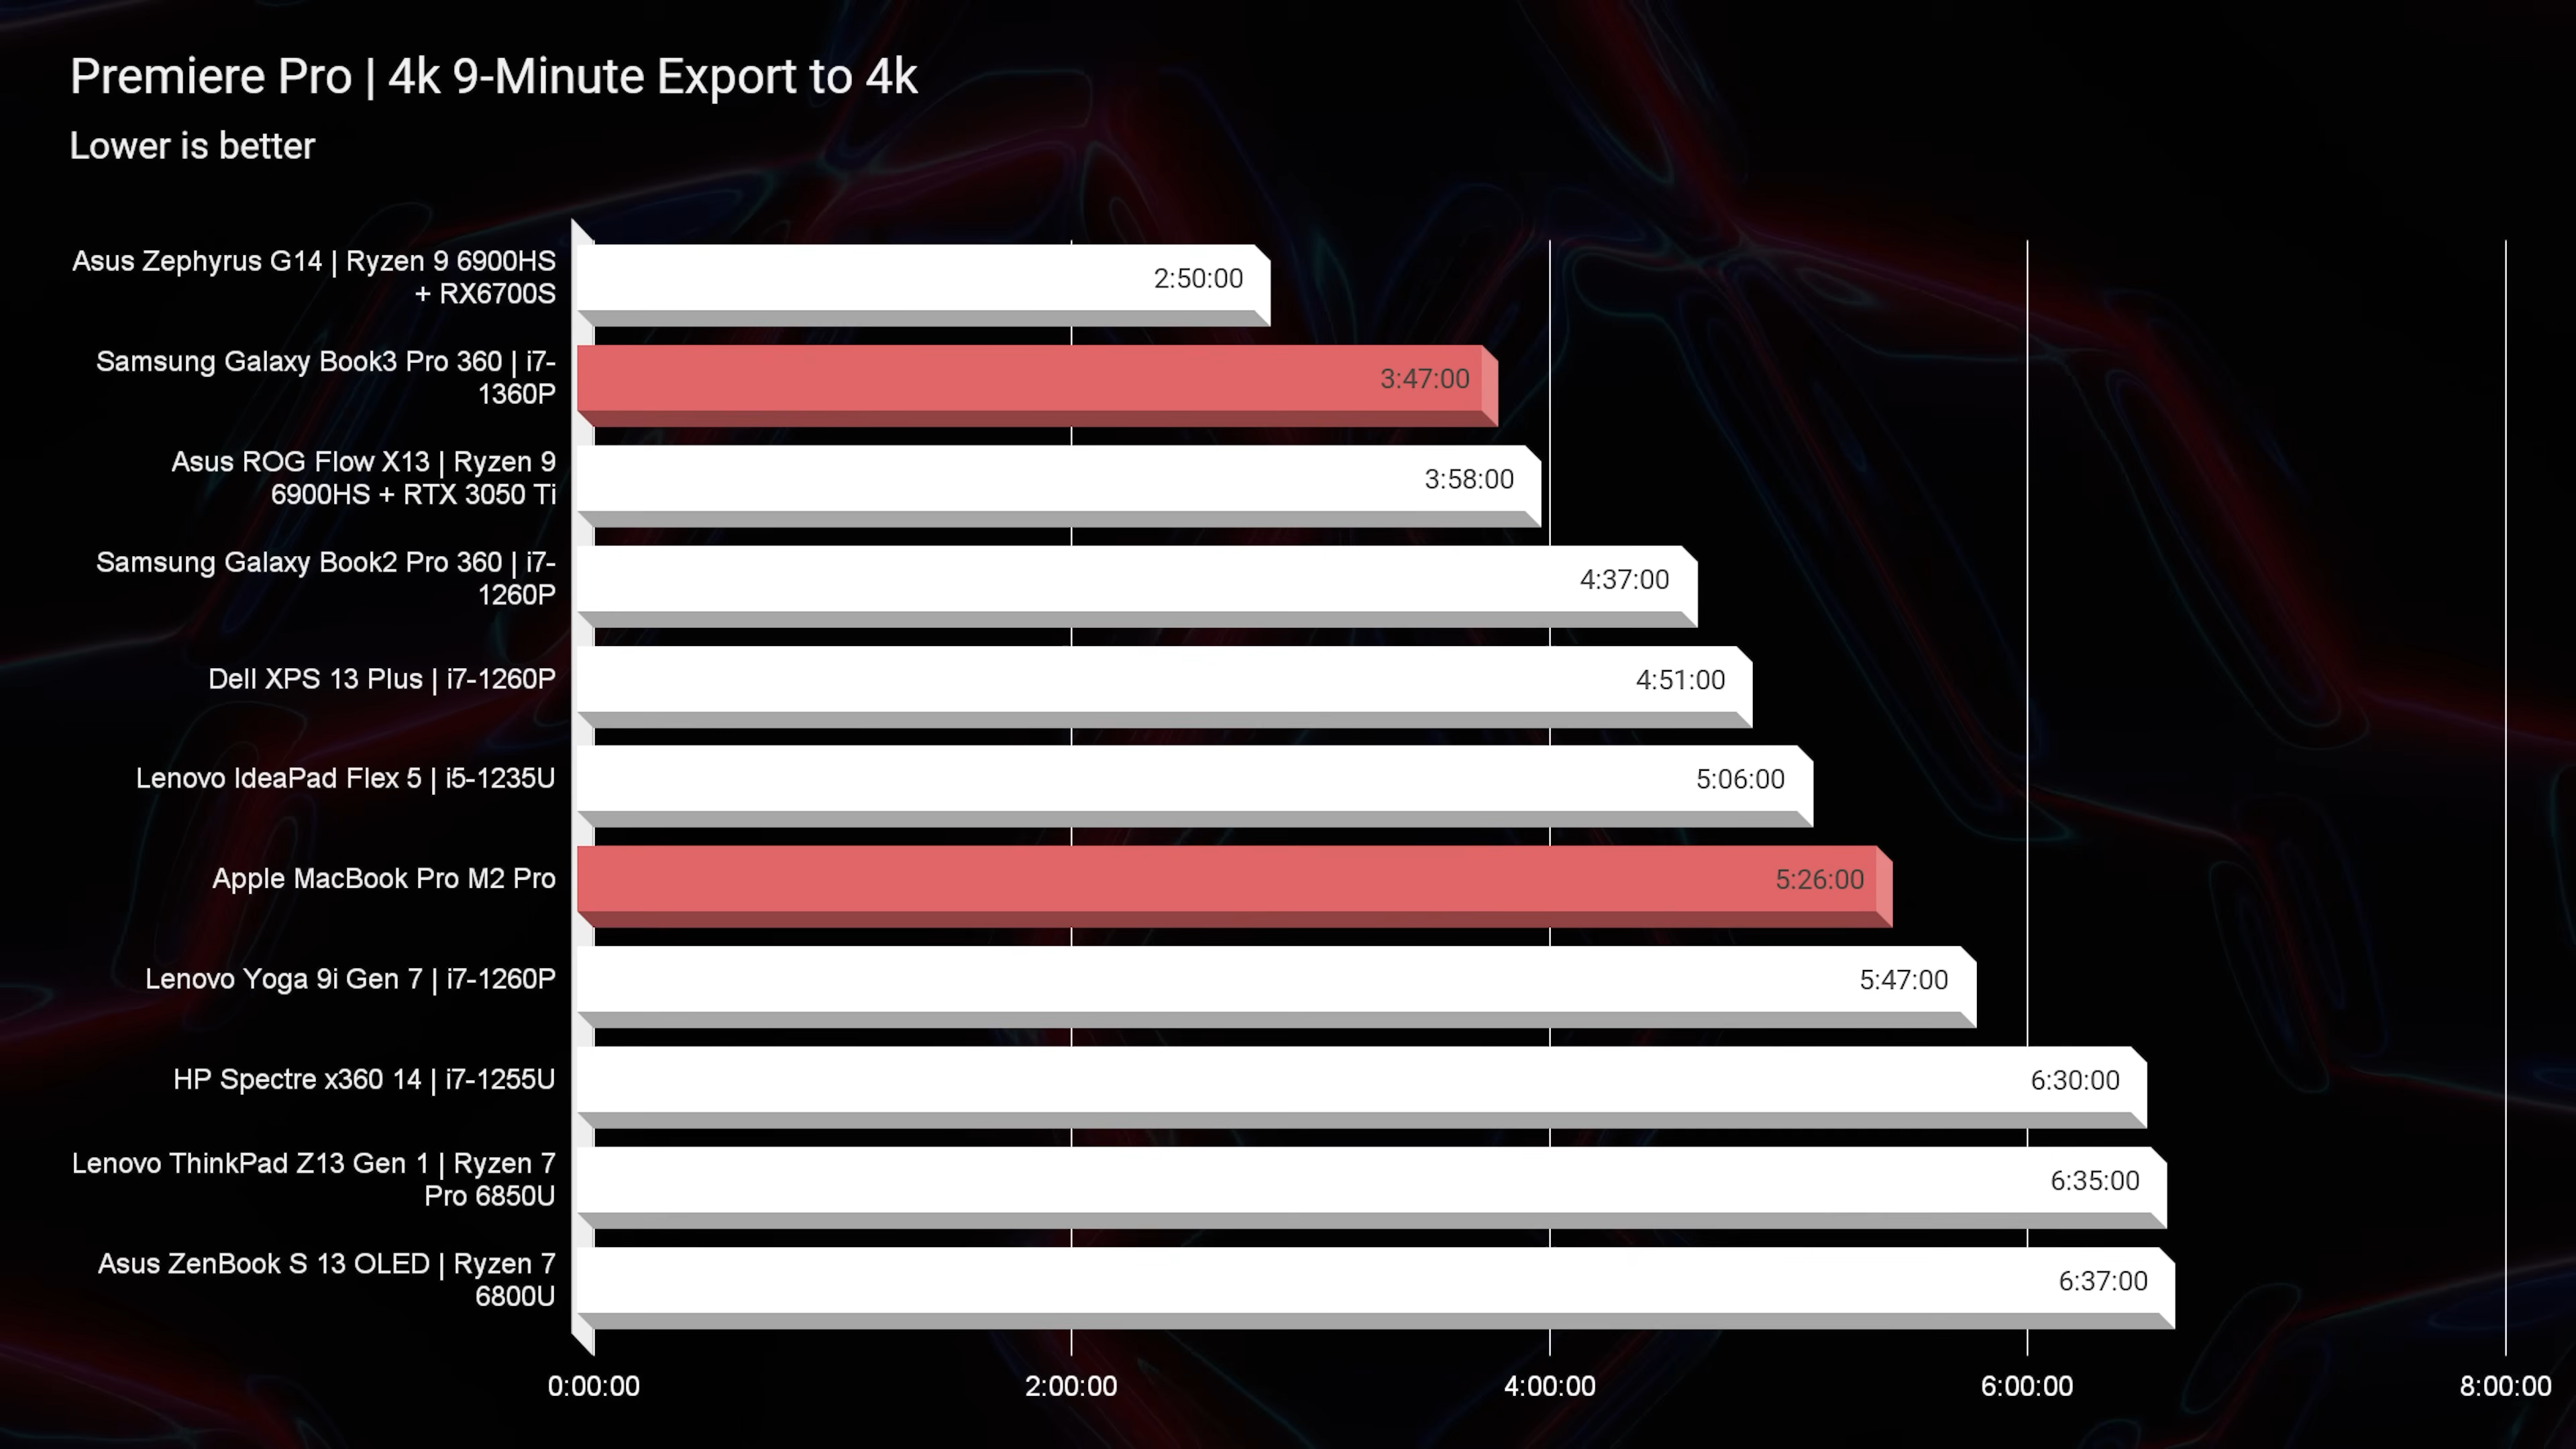 Premiere Pro | 4k 9-Minute Export to 4k
Lower is better
Asus Zephyrus G14 | Ryzen 9 6900HS
+ RX6700S
2:50:00
Samsung Galaxy Book3 Pro 360 | i7-
1360P
3:47:00
Asus ROG Flow X13 | Ryzen 9
6900HS + RTX 3050 Ti
3:58:00
Samsung Galaxy Book2 Pro 360 | i7-
1260P
4:37:00
Dell XPS 13 Plus | i7-1260P
4:51:00
Lenovo IdeaPad Flex 5 | i5-1235U
5:06:00
Apple MacBook Pro M2 Pro
5:26:00
Lenovo Yoga 9i Gen 7 | i7-1260P
5:47:00
HP Spectre x360 14 | i7-1255U
6:30:00
Lenovo ThinkPad Z13 Gen 1 | Ryzen 7
Pro 6850U
6:35:00
Asus ZenBook S 13 OLED | Ryzen 7
6800U
6:37:00
0:00:00 2:00:00 4:00:00 6:00:00 8:00:00